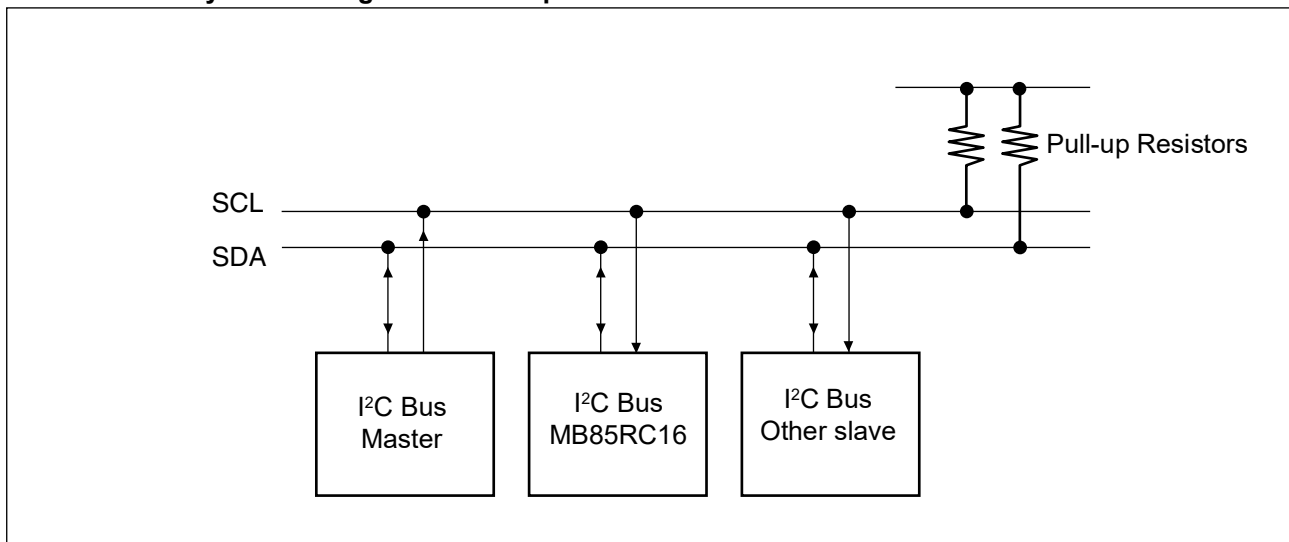 Pull-up Resistors
SCL
SDA
I²C Bus
Master
I²C Bus
MB85RC16
I²C Bus
Other slave